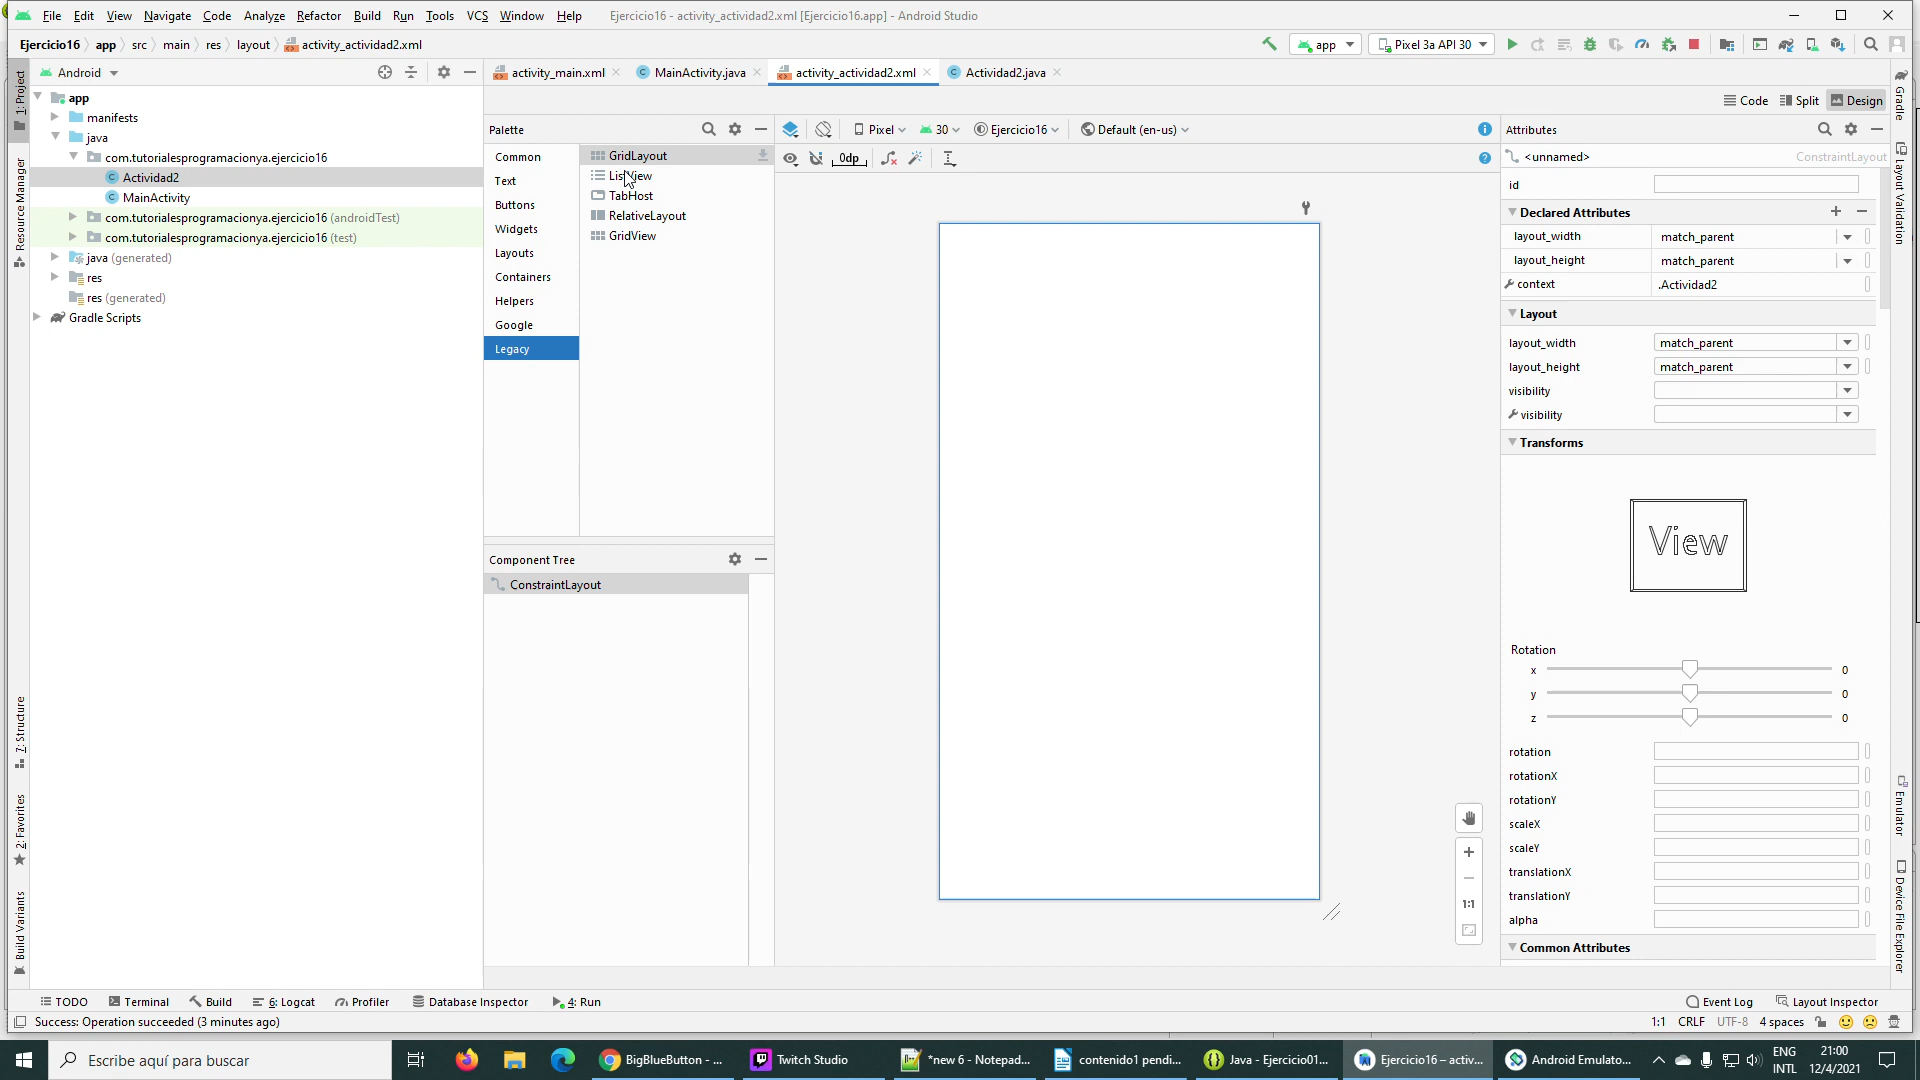 File Edit View Navigate Code Analyze Refactor Build Run Tools VCS Window Help Ejercicio16 - activity_actividad2.xml [Ejercicio16.app] - Android Studio
Ejercicio16 app src main res layout activity_actividad2.xml app Pixel 3a API 30
Android activity_main.xml MainActivity.java activity_actividad2.xml Actividad2.java
Code Split Design
app
manifests
java
com.tutorialesprogramacionya.ejercicio16
Actividad2
MainActivity
com.tutorialesprogramacionya.ejercicio16 (androidTest)
com.tutorialesprogramacionya.ejercicio16 (test)
java (generated)
res
res (generated)
Gradle Scripts
1: Project
Resource Manager
7: Structure
2: Favorites
Build Variants
Palette
Common
Text
Buttons
Widgets
Layouts
Containers
Helpers
Google
Legacy
GridLayout
ListView
TabHost
RelativeLayout
GridView
Component Tree
ConstraintLayout
Pixel 30 Ejercicio16 Default (en-us)
0dp
1:1
Attributes
<unnamed> ConstraintLayout
id
Declared Attributes
layout_width match_parent
layout_height match_parent
context .Actividad2
Layout
layout_width match_parent
layout_height match_parent
visibility
visibility
Transforms
View
Rotation
x 0
y 0
z 0
rotation
rotationX
rotationY
scaleX
scaleY
translationX
translationY
alpha
Common Attributes
Gradle
Layout Validation
Emulator
Device File Explorer
TODO Terminal Build 6: Logcat Profiler Database Inspector 4: Run Event Log Layout Inspector
Success: Operation succeeded (3 minutes ago) 1:1 CRLF UTF-8 4 spaces
Escribe aquí para buscar BigBlueButton - ... Twitch Studio *new 6 - Notepad... contenido1 pendi... Java - Ejercicio01... Ejercicio16 – activ... Android Emulato... ENG 21:00
INTL 12/4/2021